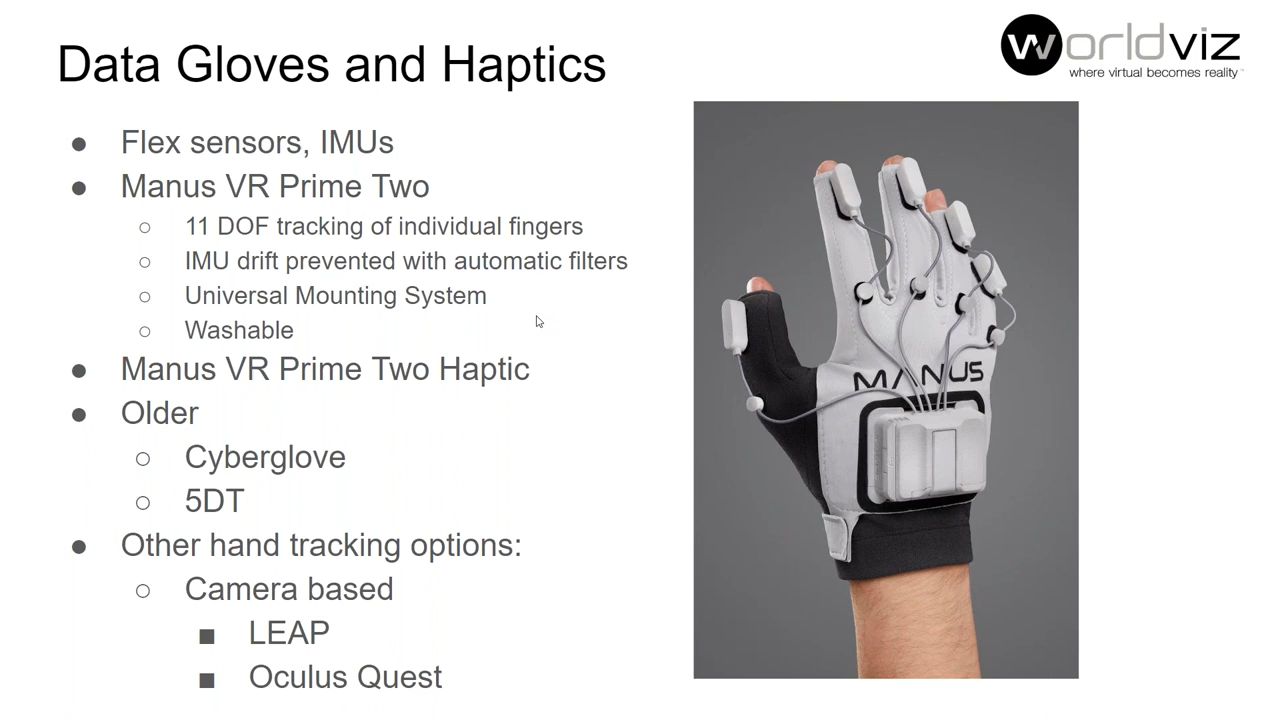 Data Gloves and Haptics
worldviz
where virtual becomes reality
Flex sensors, IMUs
Manus VR Prime Two
11 DOF tracking of individual fingers
IMU drift prevented with automatic filters
Universal Mounting System
Washable
Manus VR Prime Two Haptic
Older
Cyberglove
5DT
Other hand tracking options:
Camera based
LEAP
Oculus Quest
MANUS